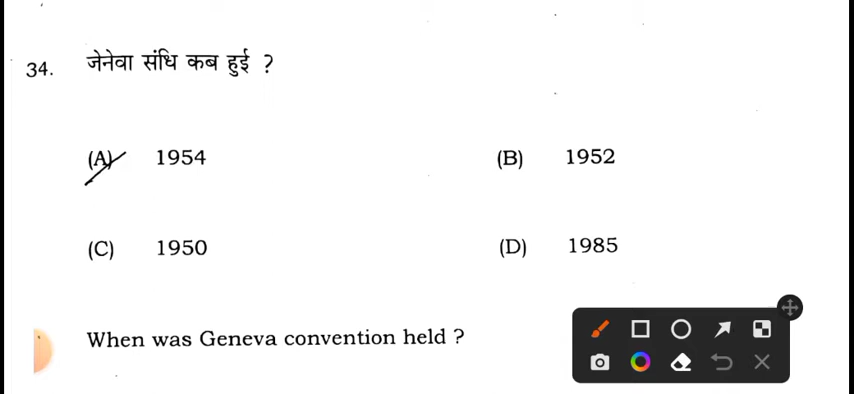 34. जेनेवा संधि कब हुई ?
(A) 1954 (B) 1952
(C) 1950 (D) 1985
When was Geneva convention held ?